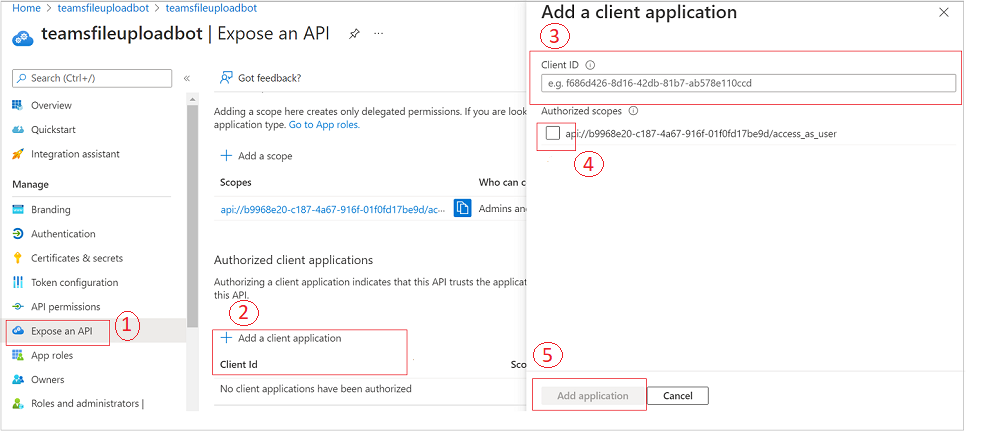 Home > teamsfileuploadbot > teamsfileuploadbot
teamsfileuploadbot | Expose an API
Search (Ctrl+/)
Overview
Quickstart
Integration assistant
Manage
Branding
Authentication
Certificates & secrets
Token configuration
API permissions
Expose an API
1
App roles
Owners
Roles and administrators |
Got feedback?
Adding a scope here creates only delegated permissions. If you are look
application type. Go to App roles.
Add a scope
Scopes
Who can c
api://b9968e20-c187-4a67-916f-01f0fd17be9d/ac...
Admins and
Authorized client applications
Authorizing a client application indicates that this API trusts the applicat
this API.
2
Add a client application
Client Id
Sco
No client applications have been authorized
Add a client application
3
Client ID
e.g. f686d426-8d16-42db-81b7-ab578e110ccd
Authorized scopes
api://b9968e20-c187-4a67-916f-01f0fd17be9d/access_as_user
4
5
Add application
Cancel